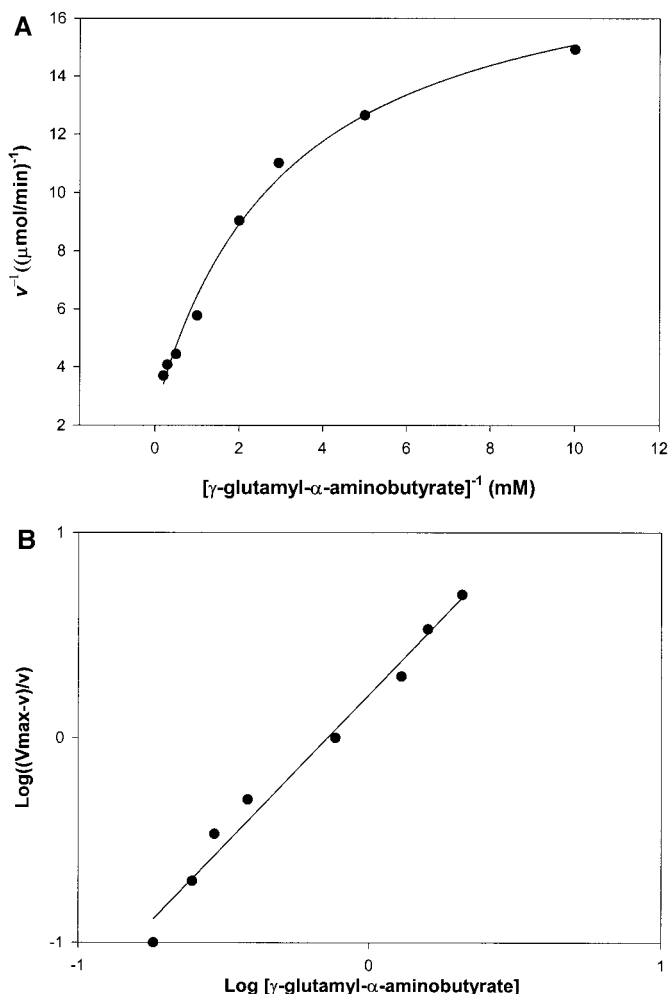 A
16
14
12
10
8
6
4
2
v⁻¹((μmol/min)⁻¹)
0 2 4 6 8 10 12
[γ-glutamyl-α-aminobutyrate]⁻¹ (mM)
B
1
0
-1
Log((Vmax-v)/v)
-1 0 1
Log [γ-glutamyl-α-aminobutyrate]